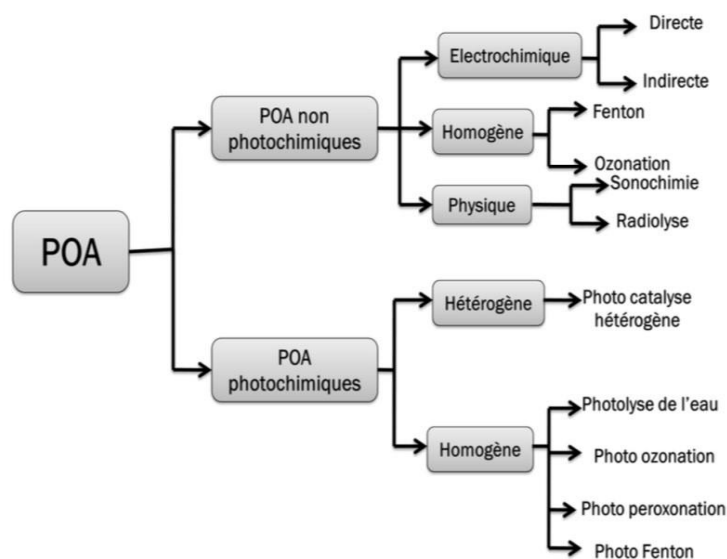 POA
POA non
photochimiques
Electrochimique
Directe
Indirecte
Homogène
Fenton
Ozonation
Physique
Sonochimie
Radiolyse
POA
photochimiques
Hétérogène
Photo catalyse
hétérogène
Homogène
Photolyse de l'eau
Photo ozonation
Photo peroxonation
Photo Fenton